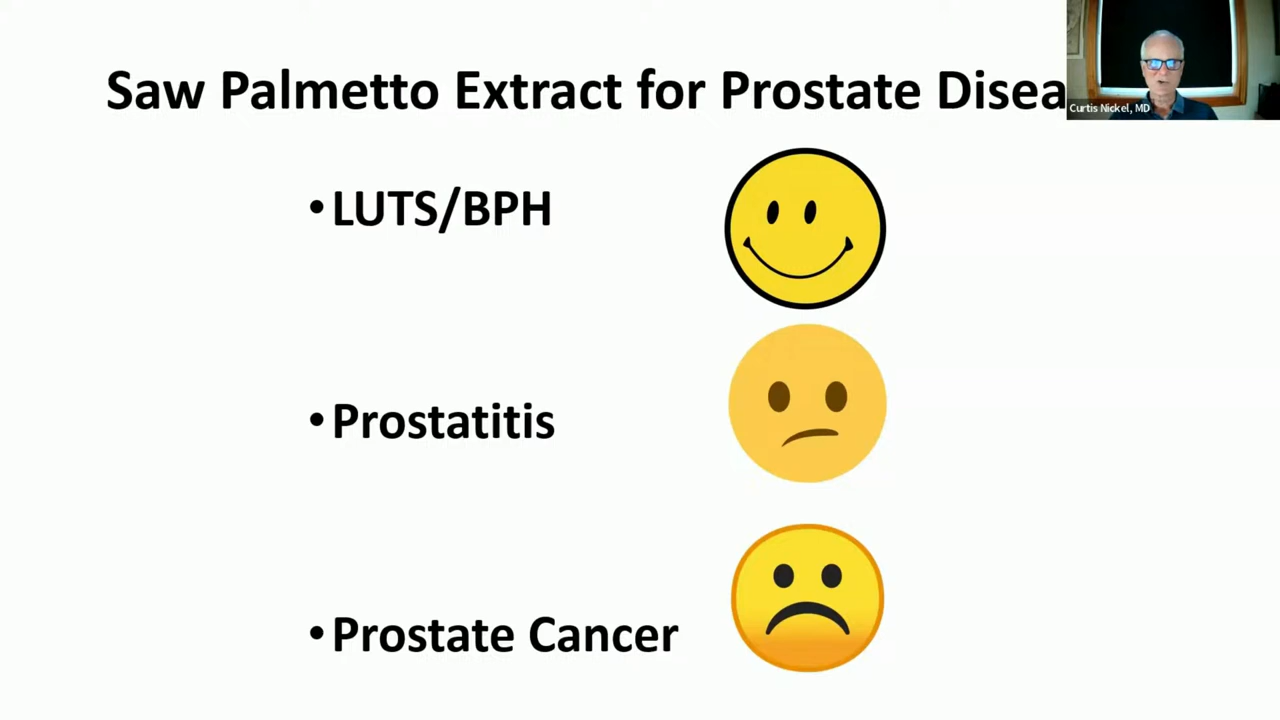 Saw Palmetto Extract for Prostate Disea
Curtis Nickel, MD
•LUTS/BPH
•Prostatitis
•Prostate Cancer